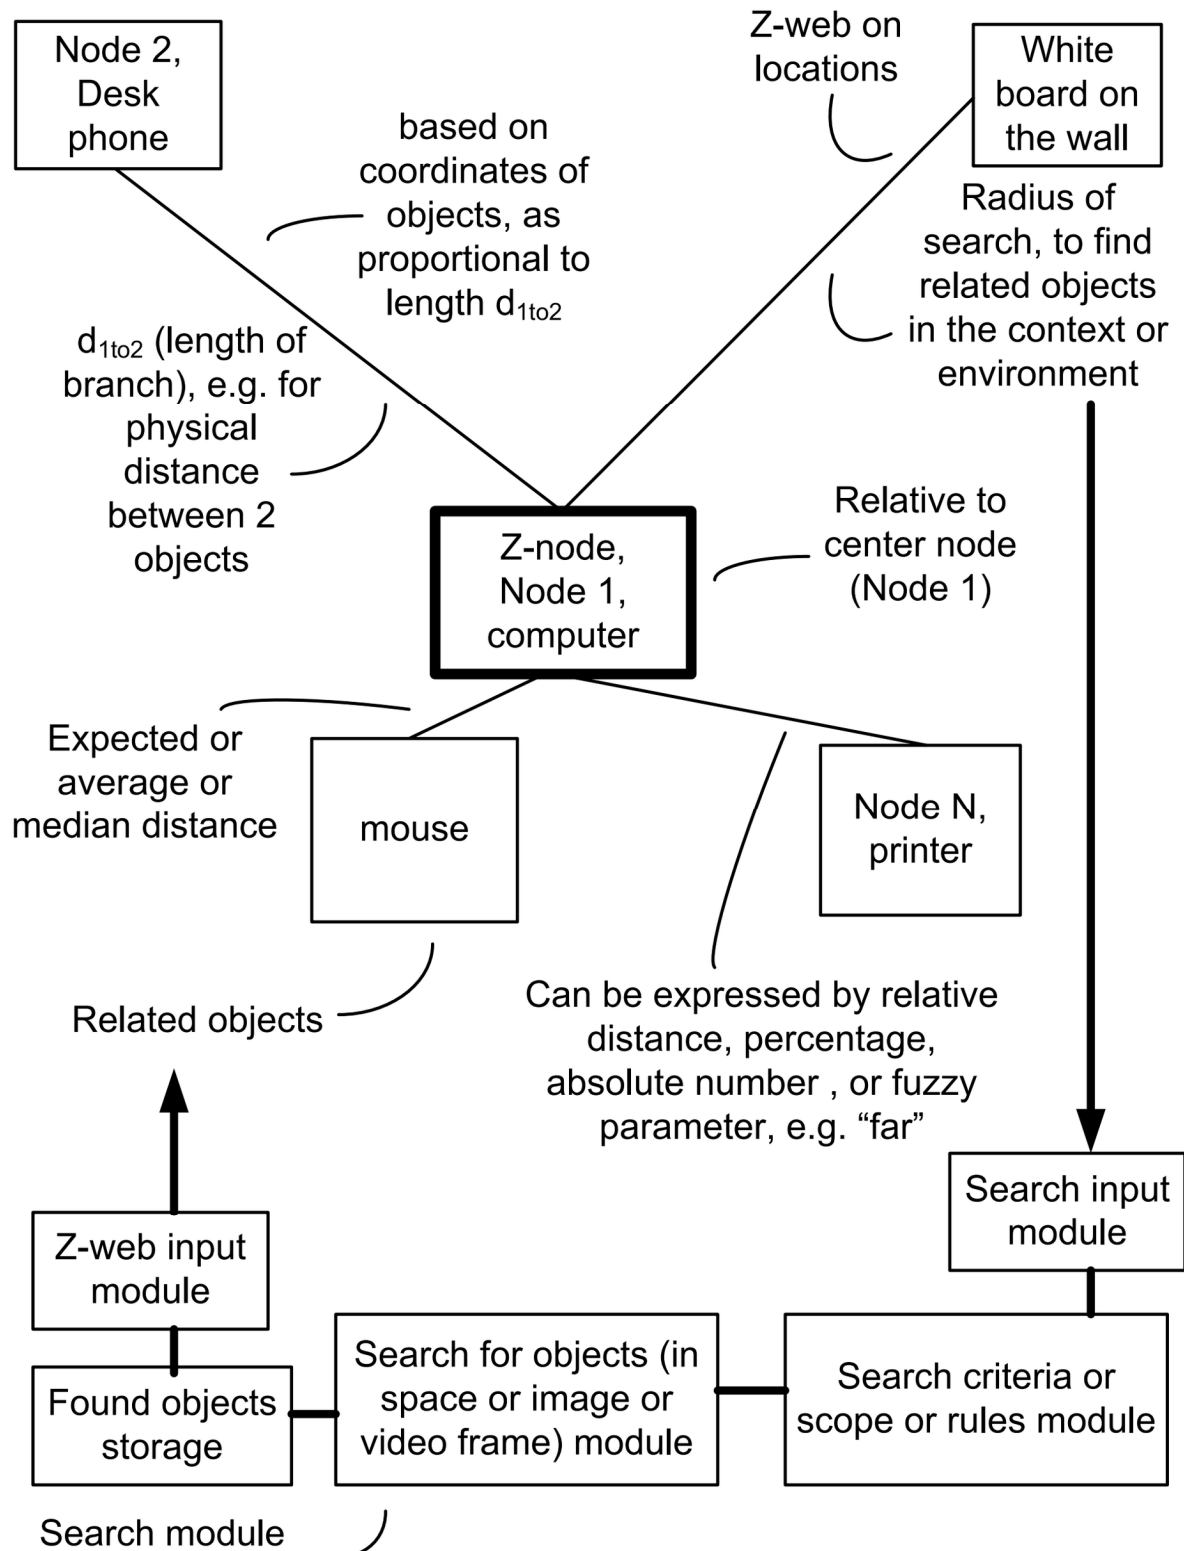 Node 2,
Desk
phone
Z-web on
locations
White
board on
the wall
based on
coordinates of
objects, as
proportional to
length d1to2
Radius of
search, to find
related objects
in the context or
environment
d1to2 (length of
branch), e.g. for
physical
distance
between 2
objects
Z-node,
Node 1,
computer
Relative to
center node
(Node 1)
Expected or
average or
median distance
mouse
Node N,
printer
Related objects
Can be expressed by relative
distance, percentage,
absolute number , or fuzzy
parameter, e.g. “far”
Search input
module
Z-web input
module
Found objects
storage
Search for objects (in
space or image or
video frame) module
Search criteria or
scope or rules module
Search module